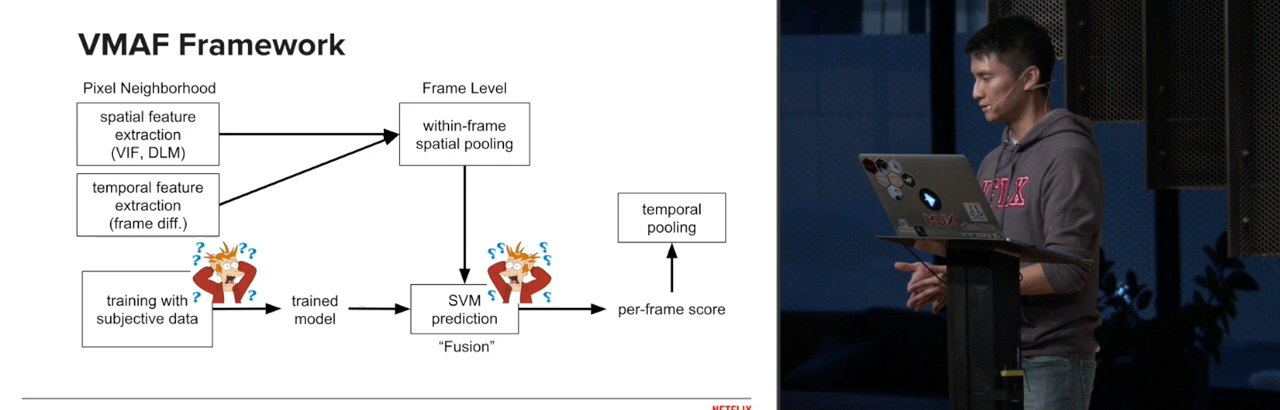 VMAF Framework
Pixel Neighborhood
spatial feature
extraction
(VIF, DLM)
temporal feature
extraction
(frame diff.)
Frame Level
within-frame
spatial pooling
training with
subjective data
trained
model
SVM
prediction
"Fusion"
per-frame score
temporal
pooling
NETFLIX
MUX